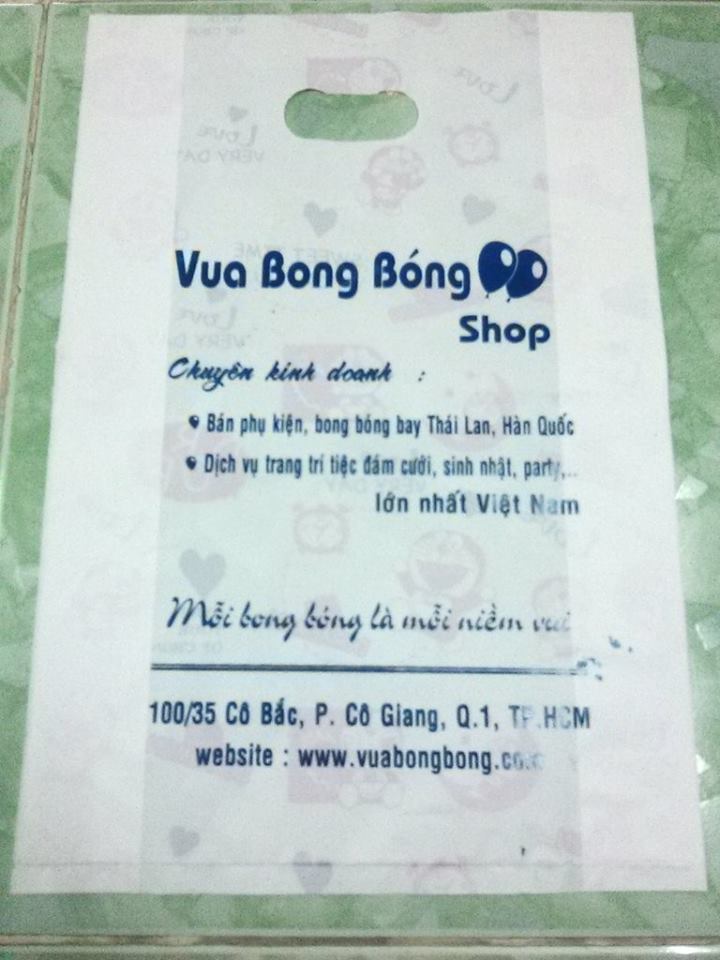 Vua Bong Bóng
Shop
Chuyên kinh doanh :
Bán phụ kiện, bong bóng bay Thái Lan, Hàn Quốc
Dịch vụ trang trí tiệc đám cưới, sinh nhật, party,..
lớn nhất Việt Nam
Mỗi bong bóng là mỗi niềm vui
100/35 Cô Bắc, P. Cô Giang, Q.1, TP.HCM
website : www.vuabongbong.com